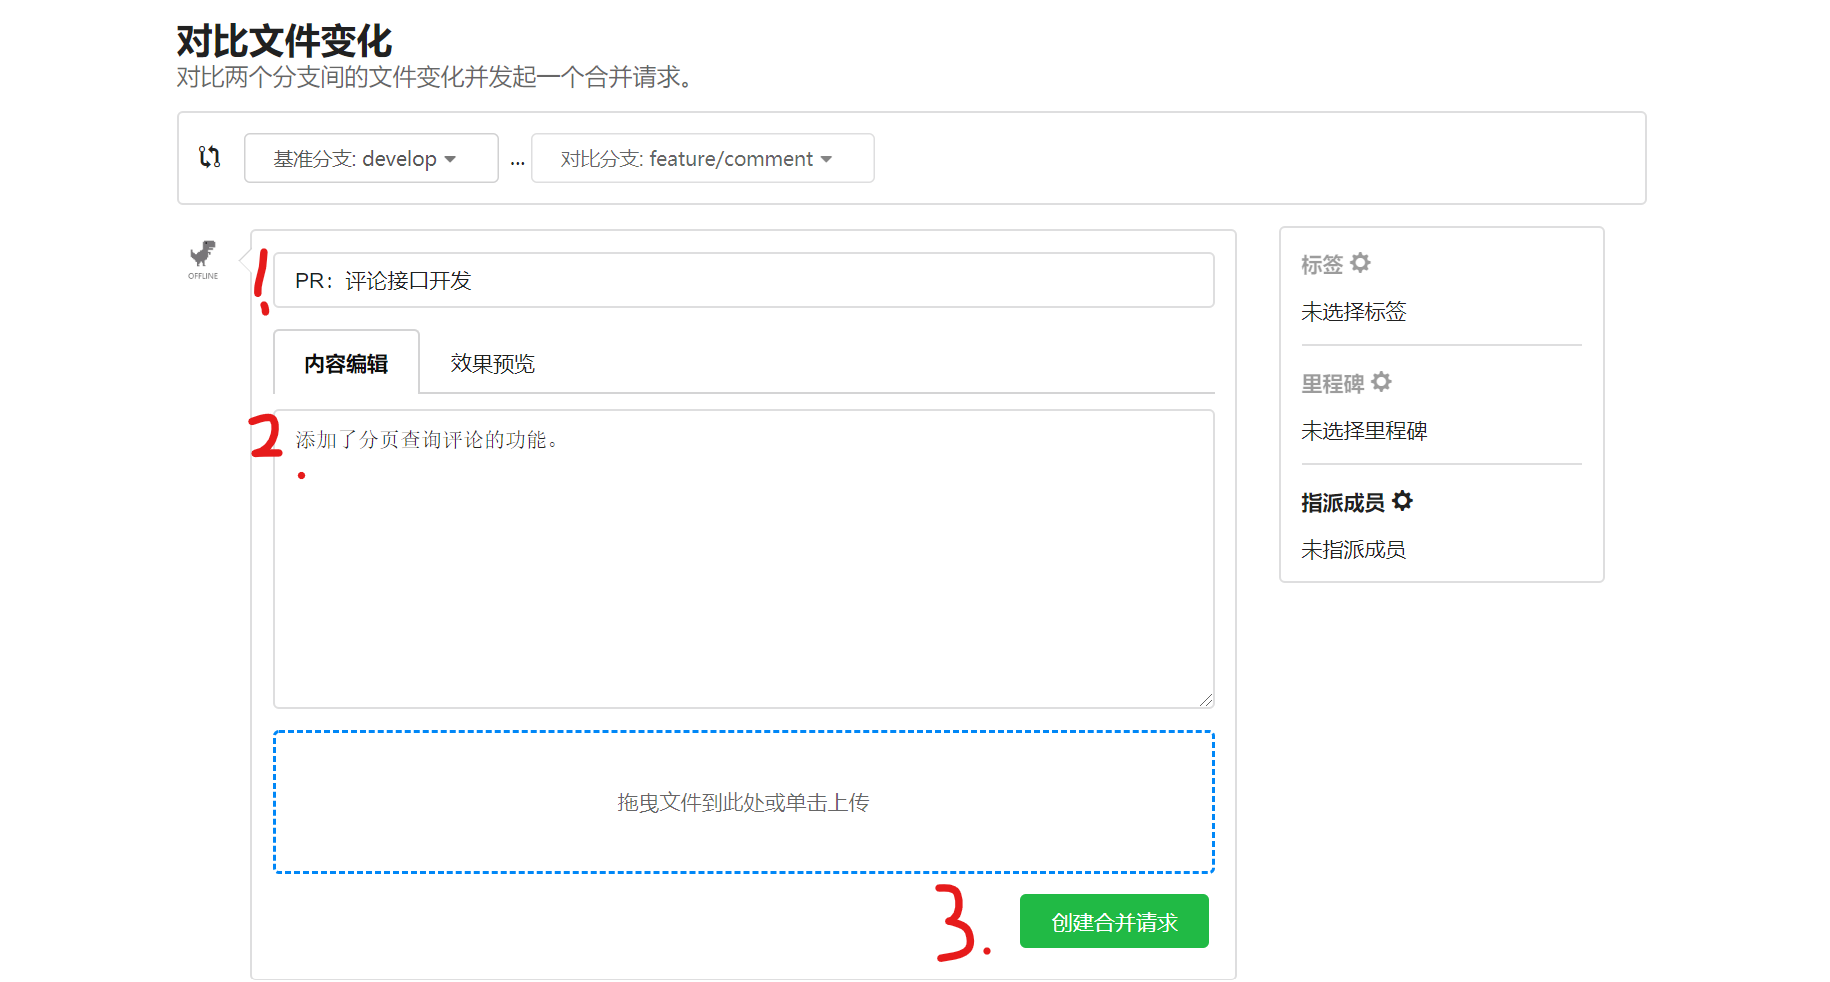 对比文件变化
对比两个分支间的文件变化并发起一个合并请求。
基准分支: develop ... 对比分支: feature/comment
OFFLINE
1.
PR：评论接口开发
内容编辑 效果预览
2.
添加了分页查询评论的功能。
拖曳文件到此处或单击上传
3.
创建合并请求
标签
未选择标签
里程碑
未选择里程碑
指派成员
未指派成员